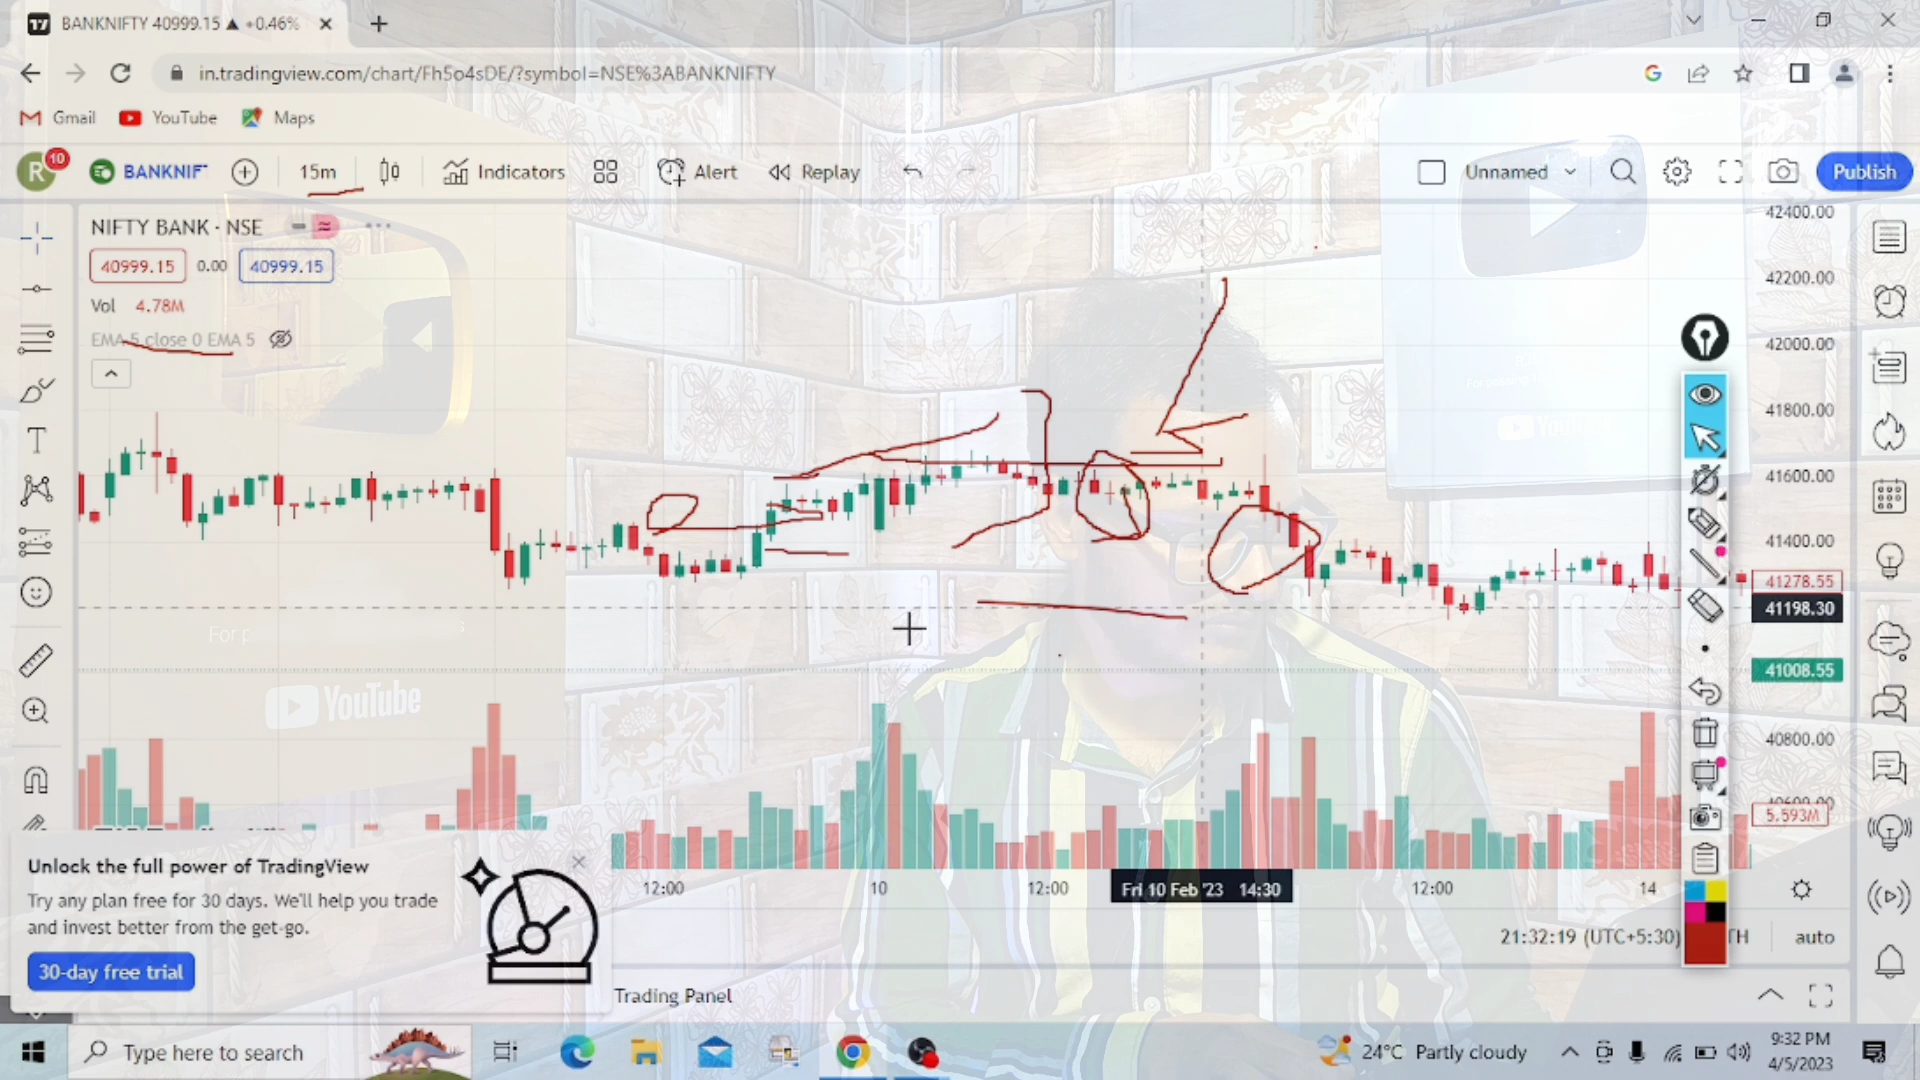 BANKNIFTY 40999.15 ▲ +0.46%
in.tradingview.com/chart/Fh5o4sDE/?symbol=NSE%3ABANKNIFTY
Gmail YouTube Maps
R 10 BANKNIF 15m Indicators Alert Replay Unnamed Publish
NIFTY BANK · NSE
40999.15 0.00 40999.15
Vol 4.78M
EMA 5 close 0 EMA 5
42400.00
42200.00
42000.00
41800.00
41600.00
41400.00
41278.55
41198.30
41008.55
40800.00
40600.00
5.593M
For p
YouTube
12:00 10 12:00 Fri 10 Feb '23 14:30 12:00 14
21:32:19 (UTC+5:30) TH auto
Unlock the full power of TradingView
Try any plan free for 30 days. We'll help you trade
and invest better from the get-go.
30-day free trial
Trading Panel
Type here to search
24°C Partly cloudy
9:32 PM
4/5/2023